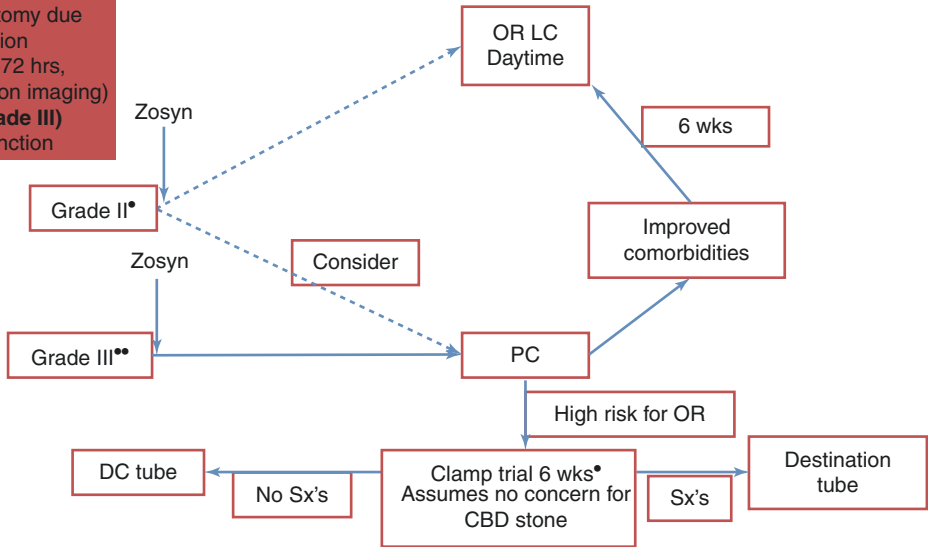 tomy due
tion
72 hrs,
on imaging)
ade III)
nction
OR LC
Daytime
Zosyn
6 wks
Grade II•
Improved
comorbidities
Zosyn
Consider
Grade III••
PC
High risk for OR
DC tube
No Sx's
Clamp trial 6 wks•
Assumes no concern for
CBD stone
Sx's
Destination
tube